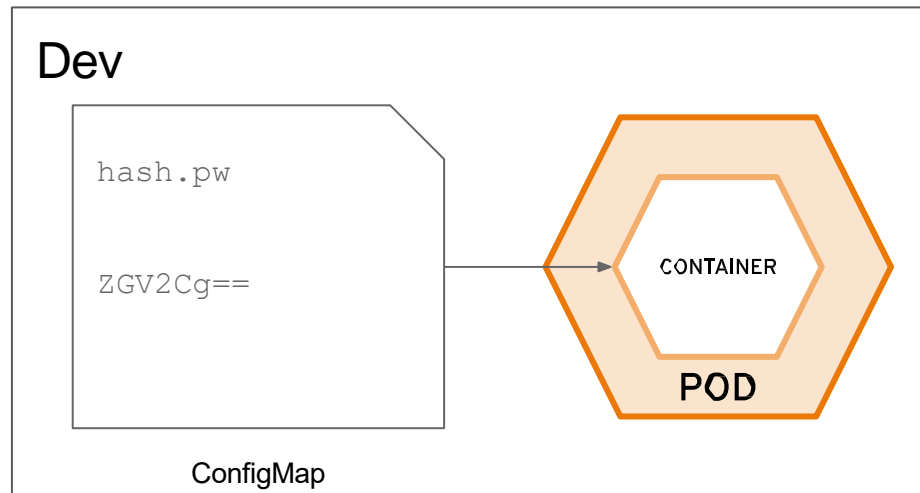 Dev
hash.pw
ZGV2Cg==
CONTAINER
POD
ConfigMap